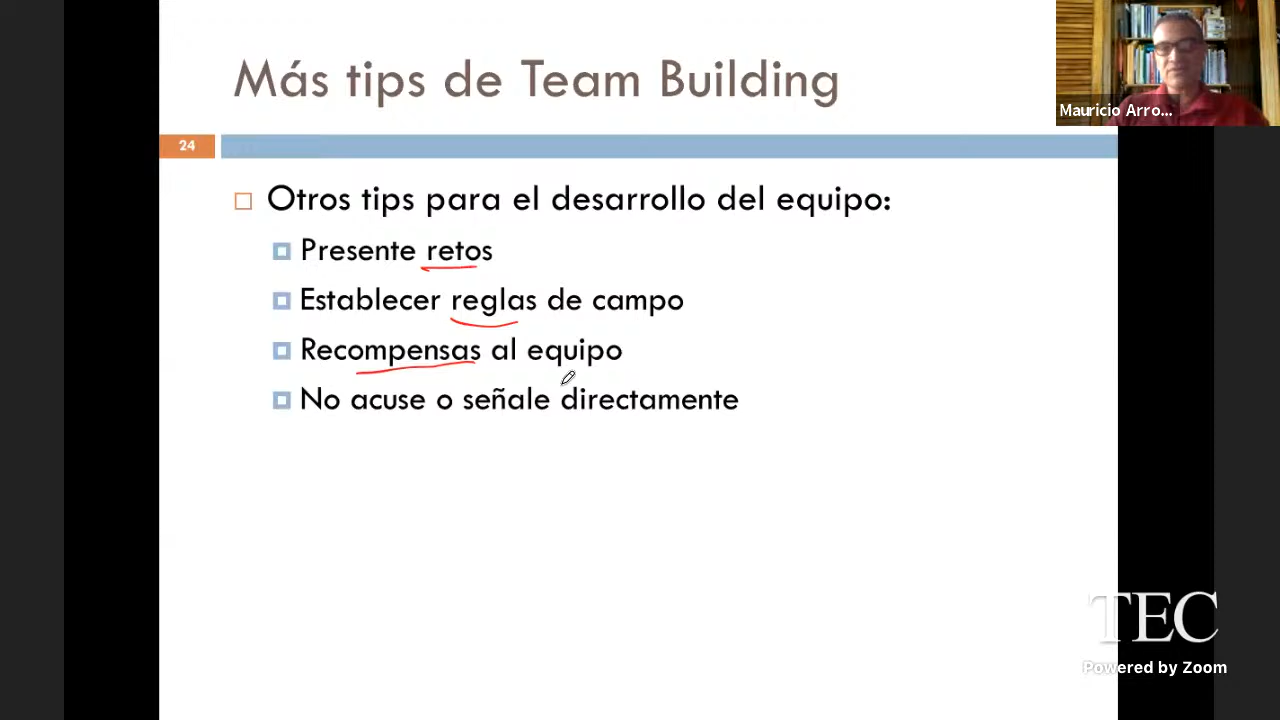 Más tips de Team Building
Mauricio Arro...
24
Otros tips para el desarrollo del equipo:
Presente retos
Establecer reglas de campo
Recompensas al equipo
No acuse o señale directamente
TEC
Powered by Zoom